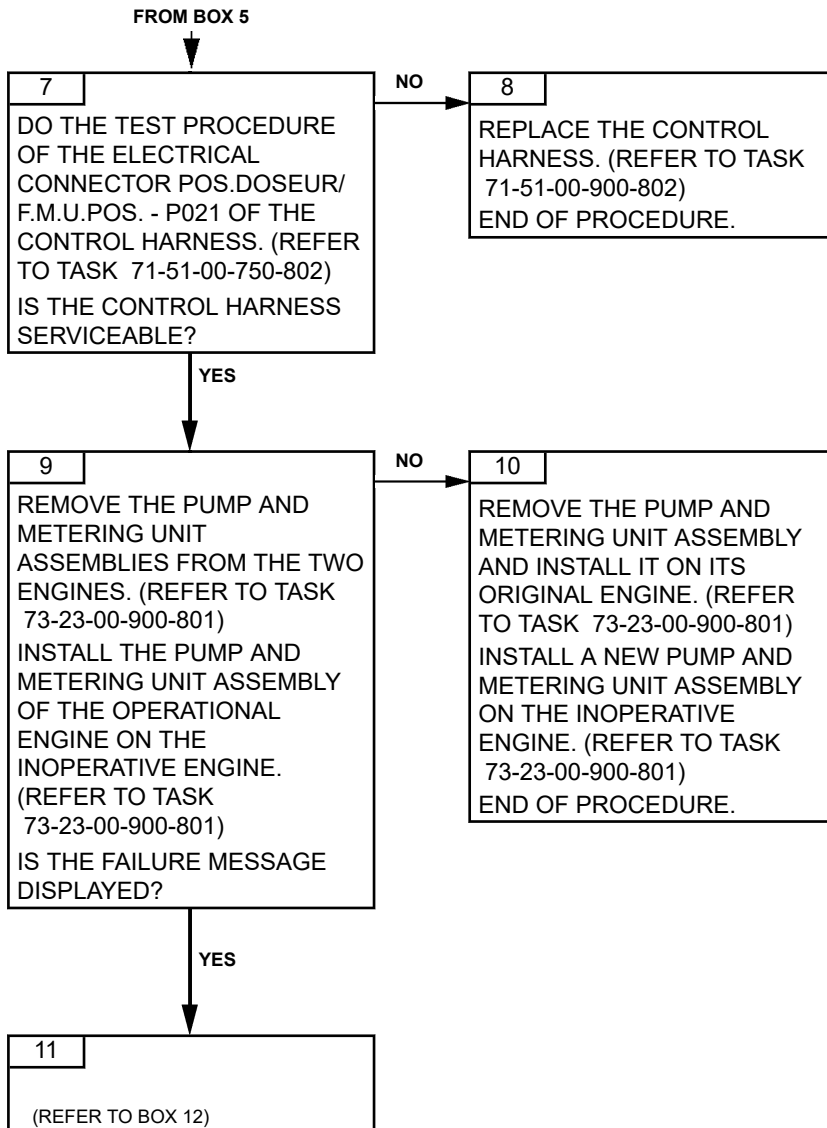 FROM BOX 5
7
DO THE TEST PROCEDURE
OF THE ELECTRICAL
CONNECTOR POS.DOSEUR/
F.M.U.POS. - P021 OF THE
CONTROL HARNESS. (REFER
TO TASK 71-51-00-750-802)
IS THE CONTROL HARNESS
SERVICEABLE?
NO
8
REPLACE THE CONTROL
HARNESS. (REFER TO TASK
71-51-00-900-802)
END OF PROCEDURE.
YES
9
REMOVE THE PUMP AND
METERING UNIT
ASSEMBLIES FROM THE TWO
ENGINES. (REFER TO TASK
73-23-00-900-801)
INSTALL THE PUMP AND
METERING UNIT ASSEMBLY
OF THE OPERATIONAL
ENGINE ON THE
INOPERATIVE ENGINE.
(REFER TO TASK
73-23-00-900-801)
IS THE FAILURE MESSAGE
DISPLAYED?
NO
10
REMOVE THE PUMP AND
METERING UNIT ASSEMBLY
AND INSTALL IT ON ITS
ORIGINAL ENGINE. (REFER
TO TASK 73-23-00-900-801)
INSTALL A NEW PUMP AND
METERING UNIT ASSEMBLY
ON THE INOPERATIVE
ENGINE. (REFER TO TASK
73-23-00-900-801)
END OF PROCEDURE.
YES
11
(REFER TO BOX 12)